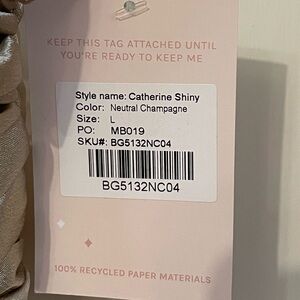 KEEP THIS TAG ATTACHED UNTIL
YOU'RE READY TO KEEP ME
Style name: Catherine Shiny
Color: Neutral Champagne
Size: L
PO: MB019
SKU#: BG5132NC04
BG5132NC04
100% RECYCLED PAPER MATERIALS